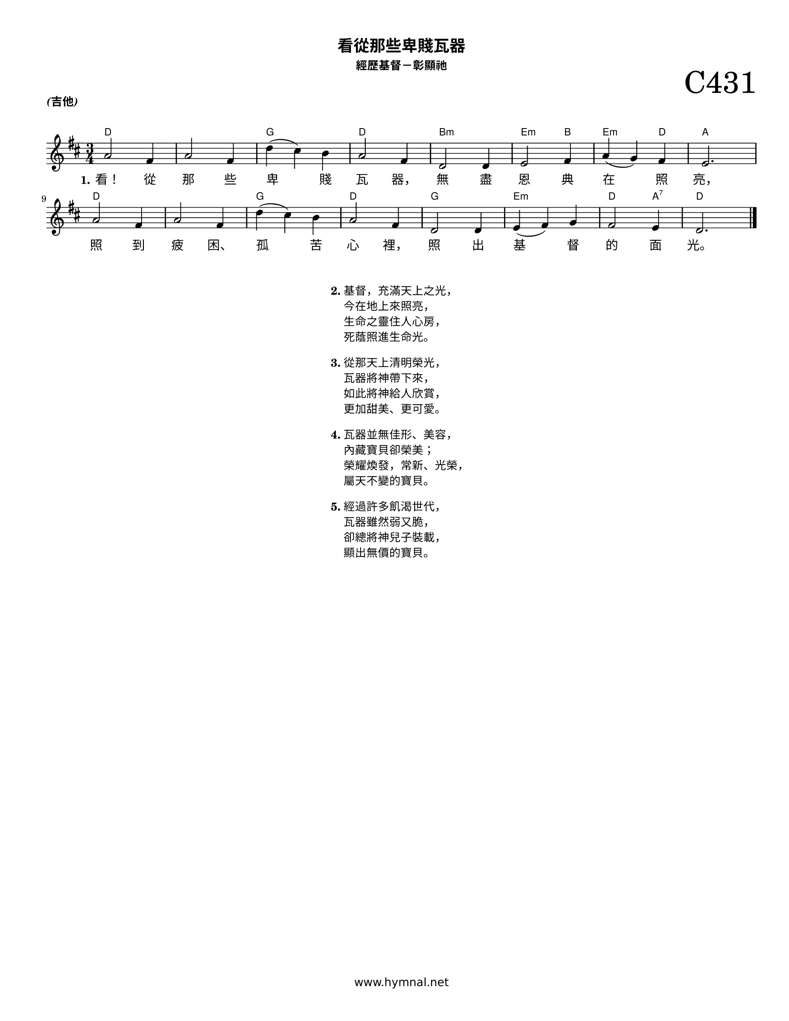 看從那些卑賤瓦器
經歷基督－彰顯祂
C431
(吉他)
D G D Bm Em B Em D A
3 4
1. 看！ 從 那 些 卑 賤 瓦 器， 無 盡 恩 典 在 照 亮，
9 D G D G Em D A7 D
照 到 疲 困、 孤 苦 心 裡， 照 出 基 督 的 面 光。
2. 基督，充滿天上之光，
今在地上來照亮，
生命之靈住人心房，
死蔭照進生命光。
3. 從那天上清明榮光，
瓦器將神帶下來，
如此將神給人欣賞，
更加甜美、更可愛。
4. 瓦器並無佳形、美容，
內藏寶貝卻榮美；
榮耀煥發，常新、光榮，
屬天不變的寶貝。
5. 經過許多飢渴世代，
瓦器雖然弱又脆，
卻總將神兒子裝載，
顯出無價的寶貝。
www.hymnal.net